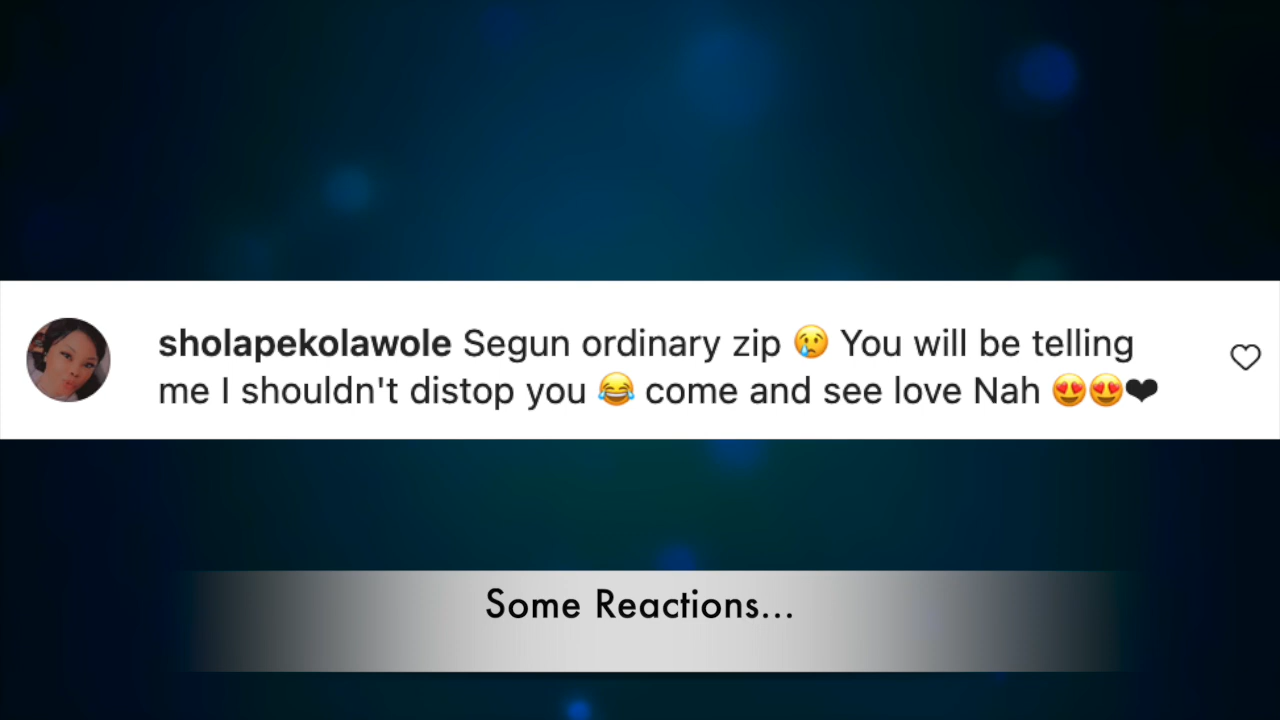 sholapekolawole Segun ordinary zip 😢 You will be telling
me I shouldn't distop you 😂 come and see love Nah 😍😍❤
Some Reactions...